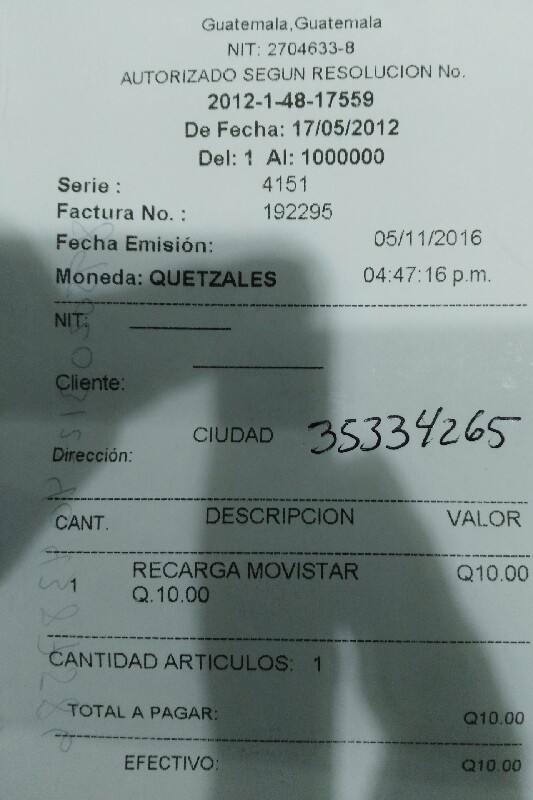 Guatemala,Guatemala
NIT: 2704633-8
AUTORIZADO SEGUN RESOLUCION No.
2012-1-48-17559
De Fecha: 17/05/2012
Del: 1 Al: 1000000
Serie : 4151
Factura No. : 192295
Fecha Emisión: 05/11/2016
Moneda: QUETZALES 04:47:16 p.m.
NIT:
Cliente:
CIUDAD 35334265
Dirección:
CANT. DESCRIPCION VALOR
1 RECARGA MOVISTAR Q10.00
Q.10.00
CANTIDAD ARTICULOS: 1
TOTAL A PAGAR: Q10.00
EFECTIVO: Q10.00